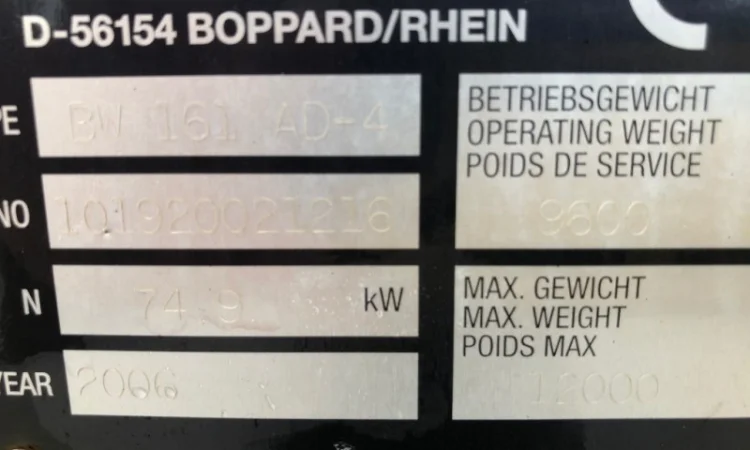 D-56154 BOPPARD/RHEIN
PE BW 161 AD-4
NO 101920021216
N 74.9 kW
YEAR 2006
BETRIEBSGEWICHT
OPERATING WEIGHT
POIDS DE SERVICE
9600
MAX. GEWICHT
MAX. WEIGHT
POIDS MAX
12000